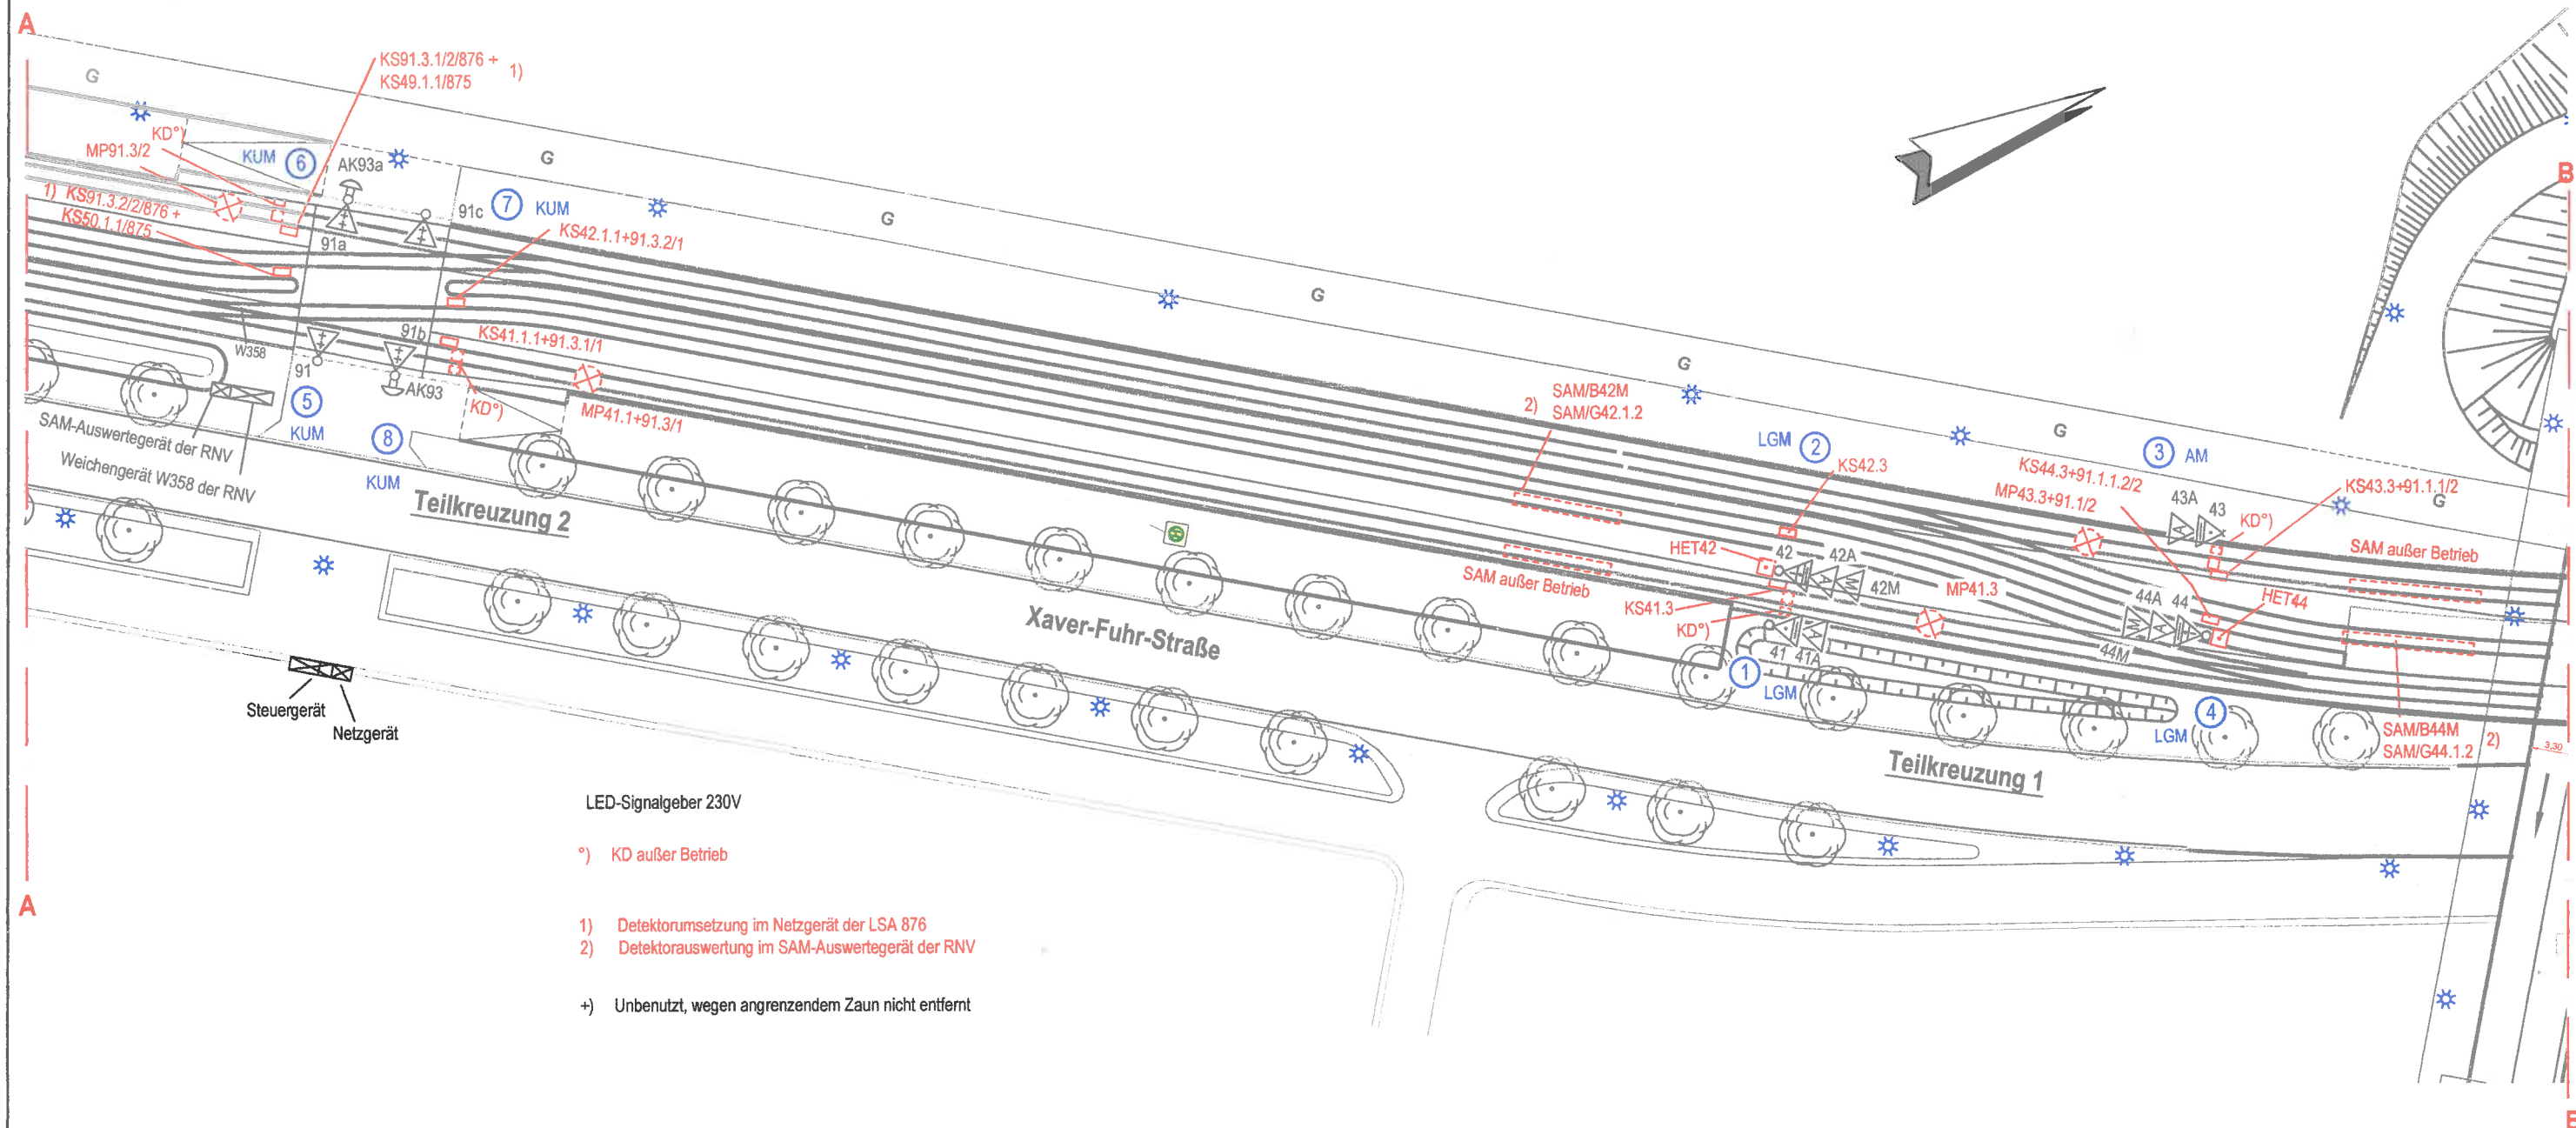 A
KS91.3.1/2/876 + 1)
KS49.1.1/875
G
KD°)
MP91.3/2
KUM 6
AK93a
G
1) KS91.3.2/2/876 +
KS50.1.1/875
91a
91c
7 KUM
KS42.1.1+91.3.2/1
G
G
B
W358
91
91b
KS41.1.1+91.3.1/1
AK93
5
KUM
KD°)
MP41.1+91.3/1
8
KUM
SAM-Auswertegerät der RNV
Weichengerät W358 der RNV
Teilkreuzung 2
G
SAM/B42M
2) SAM/G42.1.2
LGM 2
KS42.3
G
3 AM
KS44.3+91.1.1.2/2
MP43.3+91.1/2
43A
43
KD°)
KS43.3+91.1.1/2
G
SAM außer Betrieb
HET42
42
42A
42M
SAM außer Betrieb
MP41.3
KS41.3
KD°)
41 41A
44A 44
44M
HET44
1
LGM
4
LGM
SAM/B44M
SAM/G44.1.2 2)
3,30
Xaver-Fuhr-Straße
Teilkreuzung 1
Steuergerät
Netzgerät
LED-Signalgeber 230V
°) KD außer Betrieb
A
1) Detektorumsetzung im Netzgerät der LSA 876
2) Detektorauswertung im SAM-Auswertegerät der RNV
+) Unbenutzt, wegen angrenzendem Zaun nicht entfernt
B